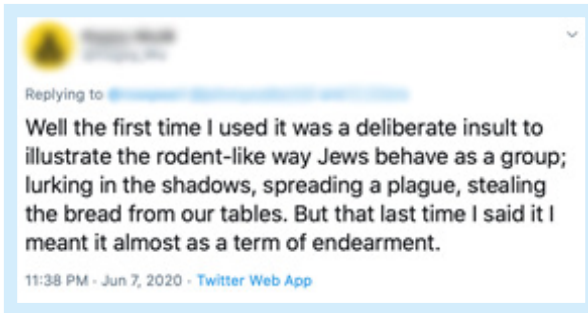 Replying to
Well the first time I used it was a deliberate insult to
illustrate the rodent-like way Jews behave as a group;
lurking in the shadows, spreading a plague, stealing
the bread from our tables. But that last time I said it I
meant it almost as a term of endearment.
11:38 PM - Jun 7, 2020 - Twitter Web App